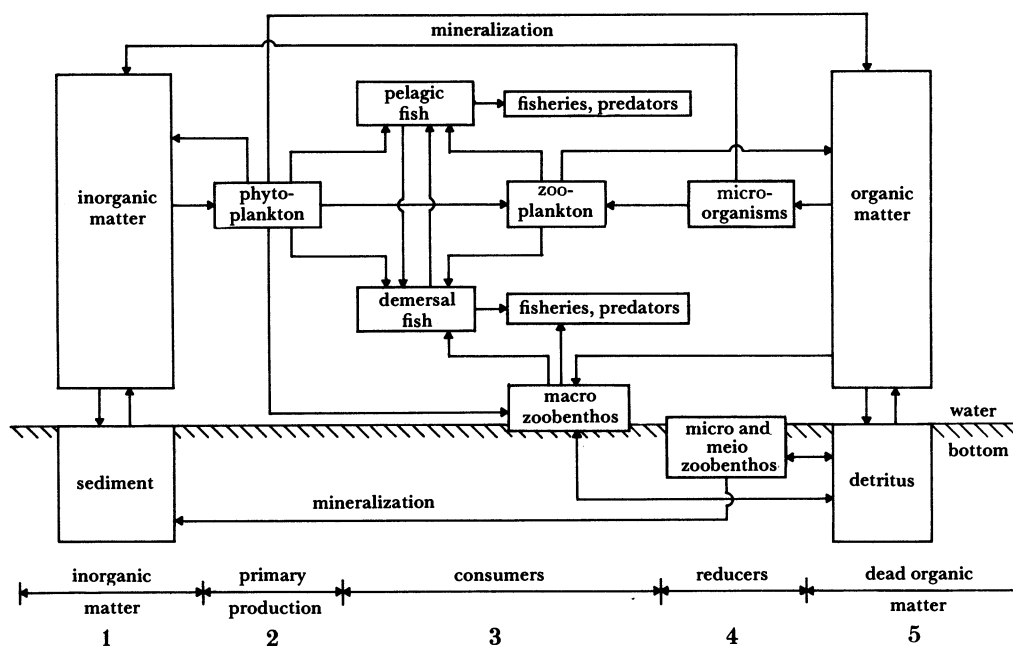 mineralization
pelagic
fish
fisheries, predators
inorganic
matter
phyto-
plankton
zoo-
plankton
micro-
organisms
organic
matter
demersal
fish
fisheries, predators
macro
zoobenthos
water
bottom
micro and
meio
zoobenthos
sediment
detritus
mineralization
inorganic
matter
1
primary
production
2
consumers
3
reducers
4
dead organic
matter
5